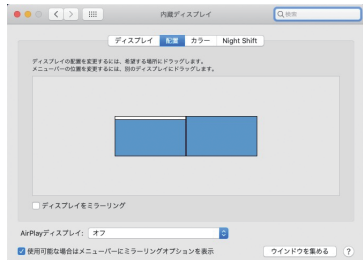 内蔵ディスプレイ
検索
ディスプレイ 配置 カラー Night Shift
ディスプレイの配置を変更するには、希望する場所にドラッグします。
メニューバーの位置を変更するには、別のディスプレイにドラッグします。
ディスプレイをミラーリング
AirPlayディスプレイ: オフ
使用可能な場合はメニューバーにミラーリングオプションを表示
ウインドウを集める ?